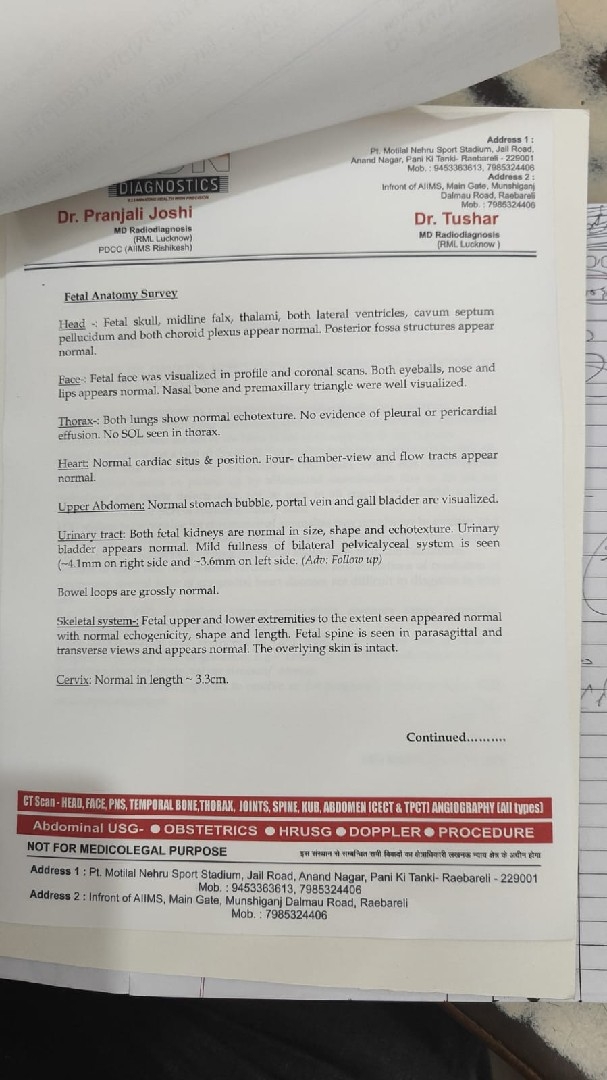 DIAGNOSTICS
Dr. Pranjali Joshi
MD Radiodiagnosis
(RML Lucknow)
PDCC (AIIMS Rishikesh)
Address 1 :
Pt. Motilal Nehru Sport Stadium, Jail Road,
Anand Nagar, Pani Ki Tanki- Raebareli - 229001
Mob. : 9453363613, 7985324406
Address 2 :
Infront of AIIMS, Main Gate, Munshiganj
Dalmau Road, Raebareli
Mob. : 7985324406
Dr. Tushar
MD Radiodiagnosis
(RML Lucknow )
Fetal Anatomy Survey
Head -: Fetal skull, midline falx, thalami, both lateral ventricles, cavum septum
pellucidum and both choroid plexus appear normal. Posterior fossa structures appear
normal.
Face-: Fetal face was visualized in profile and coronal scans. Both eyeballs, nose and
lips appears normal. Nasal bone and premaxillary triangle were well visualized.
Thorax-: Both lungs show normal echotexture. No evidence of pleural or pericardial
effusion. No SOL seen in thorax.
Heart: Normal cardiac situs & position. Four- chamber-view and flow tracts appear
normal.
Upper Abdomen: Normal stomach bubble, portal vein and gall bladder are visualized.
Urinary tract: Both fetal kidneys are normal in size, shape and echotexture. Urinary
bladder appears normal. Mild fullness of bilateral pelvicalyceal system is seen
(~4.1mm on right side and ~3.6mm on left side. (Adv: Follow up)
Bowel loops are grossly normal.
Skeletal system-: Fetal upper and lower extremities to the extent seen appeared normal
with normal echogenicity, shape and length. Fetal spine is seen in parasagittal and
transverse views and appears normal. The overlying skin is intact.
Cervix: Normal in length ~ 3.3cm.
Continued..........
CT Scan - HEAD, FACE, PNS, TEMPORAL BONE,THORAX, JOINTS, SPINE, KUB, ABDOMEN (CECT & TPCT) ANGIOGRAPHY (All types)
Abdominal USG- ● OBSTETRICS ● HRUSG ● DOPPLER ● PROCEDURE
NOT FOR MEDICOLEGAL PURPOSE
इस संस्थान से सम्बन्धित सभी विवादों का क्षेत्राधिकारी लखनऊ न्याय क्षेत्र के अधीन होगा
Address 1 : Pt. Motilal Nehru Sport Stadium, Jail Road, Anand Nagar, Pani Ki Tanki- Raebareli - 229001
Mob. : 9453363613, 7985324406
Address 2 : Infront of AIIMS, Main Gate, Munshiganj Dalmau Road, Raebareli
Mob. : 7985324406